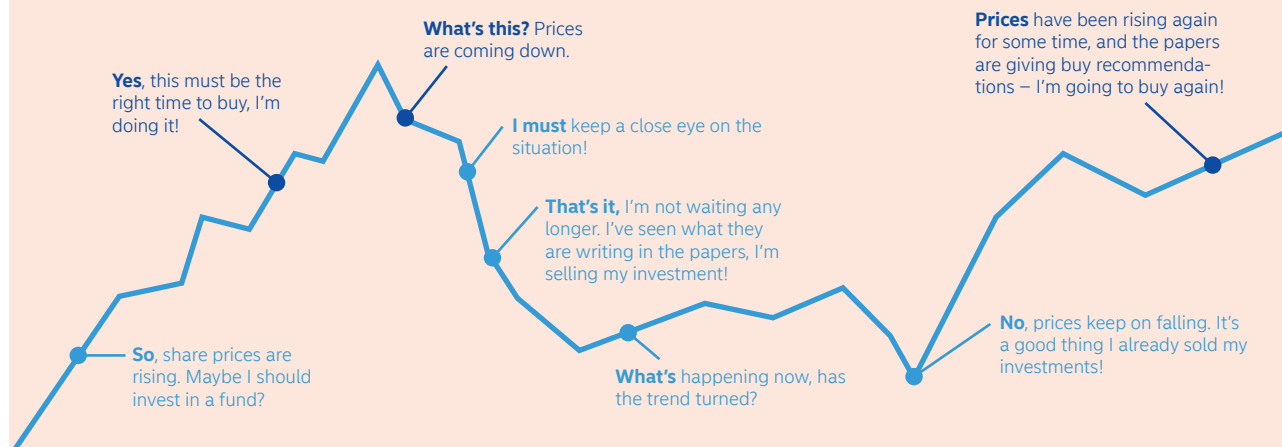 So, share prices are
rising. Maybe I should
invest in a fund?
Yes, this must be the
right time to buy, I'm
doing it!
What's this? Prices
are coming down.
I must keep a close eye on the
situation!
That's it, I'm not waiting any
longer. I've seen what they
are writing in the papers, I'm
selling my investment!
What's happening now, has
the trend turned?
No, prices keep on falling. It's
a good thing I already sold my
investments!
Prices have been rising again
for some time, and the papers
are giving buy recommenda-
tions – I'm going to buy again!